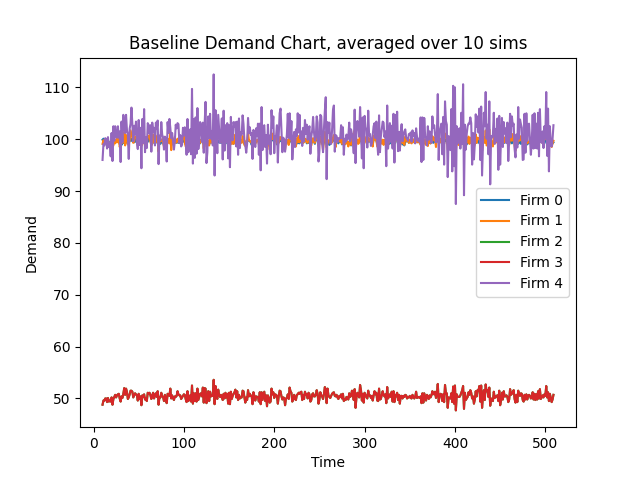 Baseline Demand Chart, averaged over 10 sims
110
100
90
80
70
60
50
Demand
Firm 0
Firm 1
Firm 2
Firm 3
Firm 4
0
100
200
300
400
500
Time